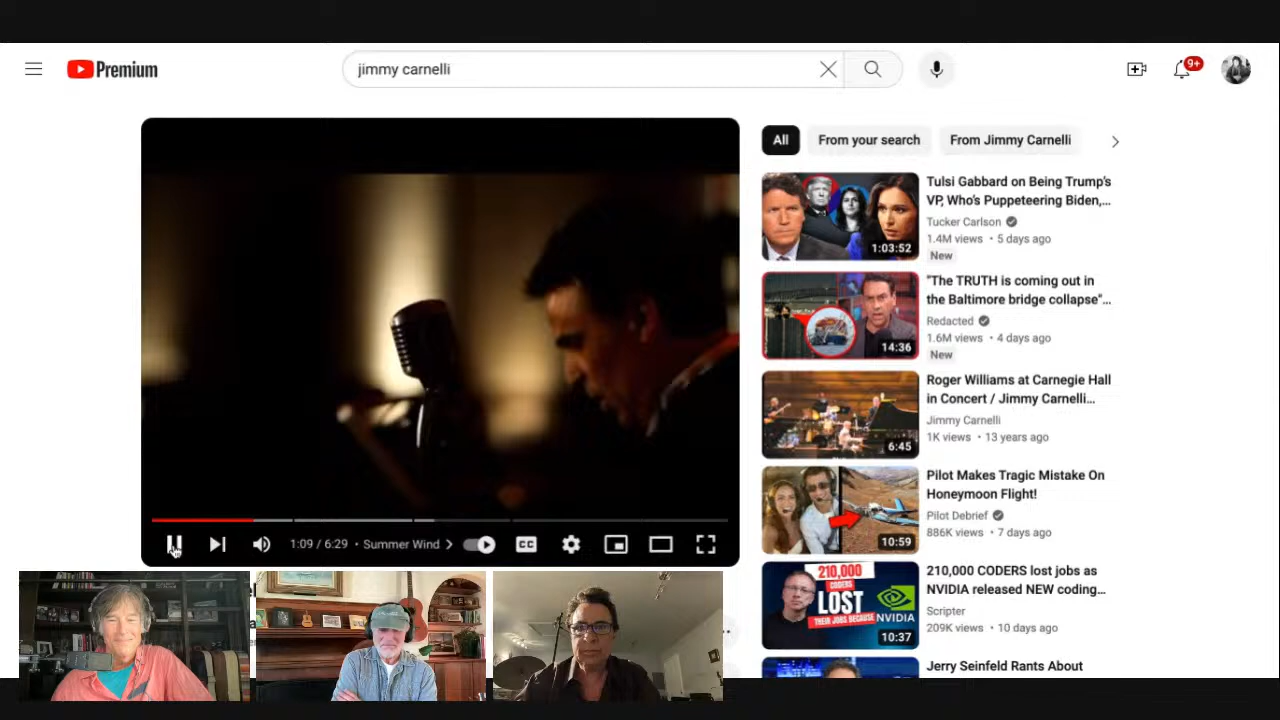 Premium
jimmy carnelli
9+
All
From your search
From Jimmy Carnelli
1:03:52
Tulsi Gabbard on Being Trump's
VP, Who's Puppeteering Biden,...
Tucker Carlson
1.4M views • 5 days ago
New
14:36
"The TRUTH is coming out in
the Baltimore bridge collapse"...
Redacted
1.6M views • 4 days ago
New
6:45
Roger Williams at Carnegie Hall
in Concert / Jimmy Carnelli...
Jimmy Carnelli
1K views • 13 years ago
10:59
Pilot Makes Tragic Mistake On
Honeymoon Flight!
Pilot Debrief
886K views • 7 days ago
210,000
CODERS
LOST
THEIR JOBS BECAUSE
NVIDIA
10:37
210,000 CODERS lost jobs as
NVIDIA released NEW coding...
Scripter
209K views • 10 days ago
Jerry Seinfeld Rants About
1:09 / 6:29 • Summer Wind >
CC